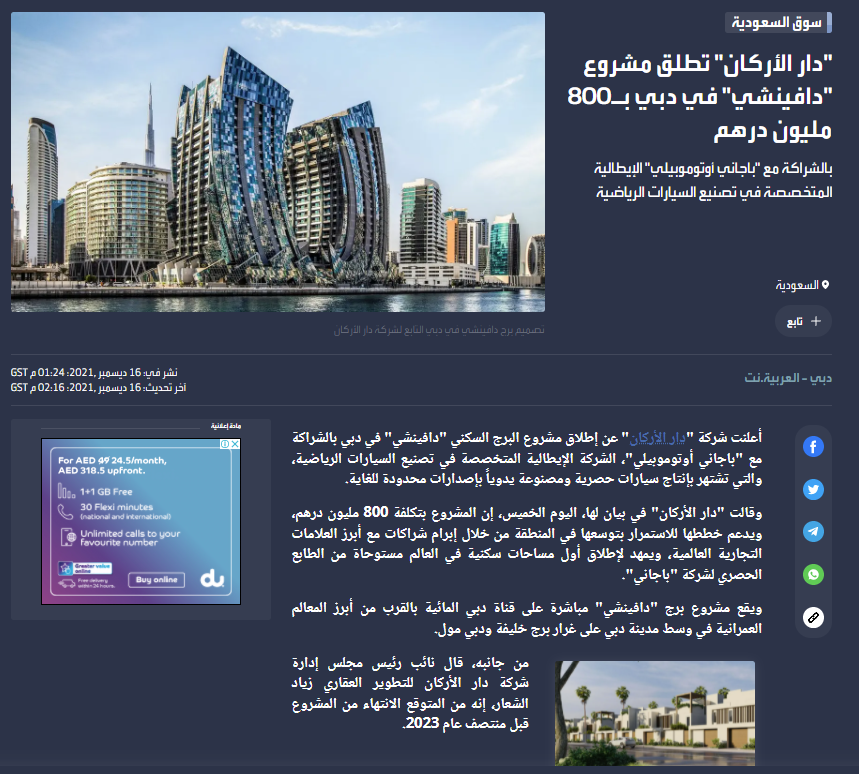 سوق السعودية
"دار الأركان" تطلق مشروع
"دافينشي" في دبي بــ800
مليون درهم
بالشراكة مع "باجاني اوتوموبيلي" الإيطالية
المتخصصة في تصنيع السيارات الرياضية
السعودية
تابع +
تصميم برج دافينشي في دبي التابع لشركة دار الأركان
دبي - العربية.نت
نشر في: 16 ديسمبر ,2021: 01:24 م GST
آخر تحديث: 16 ديسمبر ,2021: 02:16 م GST
أعلنت شركة "دار الأركان" عن إطلاق مشروع البرج السكني "دافينشي" في دبي بالشراكة
مع "باجاني أوتوموبيلي"، الشركة الإيطالية المتخصصة في تصنيع السيارات الرياضية،
والتي تشتهر بإنتاج سيارات حصرية ومصنوعة يدوياً بإصدارات محدودة للغاية.
وقالت "دار الأركان" في بيان لها، اليوم الخميس، إن المشروع بتكلفة 800 مليون درهم،
ويدعم خططها للاستمرار بتوسعها في المنطقة من خلال إبرام شراكات مع أبرز العلامات
التجارية العالمية، ويمهد لإطلاق أول مساحات سكنية في العالم مستوحاة من الطابع
الحصري لشركة "باجاني".
ويقع مشروع برج "دافينشي" مباشرة على قناة دبي المائية بالقرب من أبرز المعالم
العمرانية في وسط مدينة دبي على غرار برج خليفة ودبي مول.
من جانبه، قال نائب رئيس مجلس إدارة
شركة دار الأركان للتطوير العقاري زياد
الشعار، إنه من المتوقع الانتهاء من المشروع
قبل منتصف عام 2023.
مادة إعلانية
For AED 49 24.5/month,
AED 318.5 upfront.
1+1 GB Free
30 Flexi minutes
(national and international)
Unlimited calls to your
favourite number
Greater value
online
Free delivery
within 24 hours.
Buy online
du